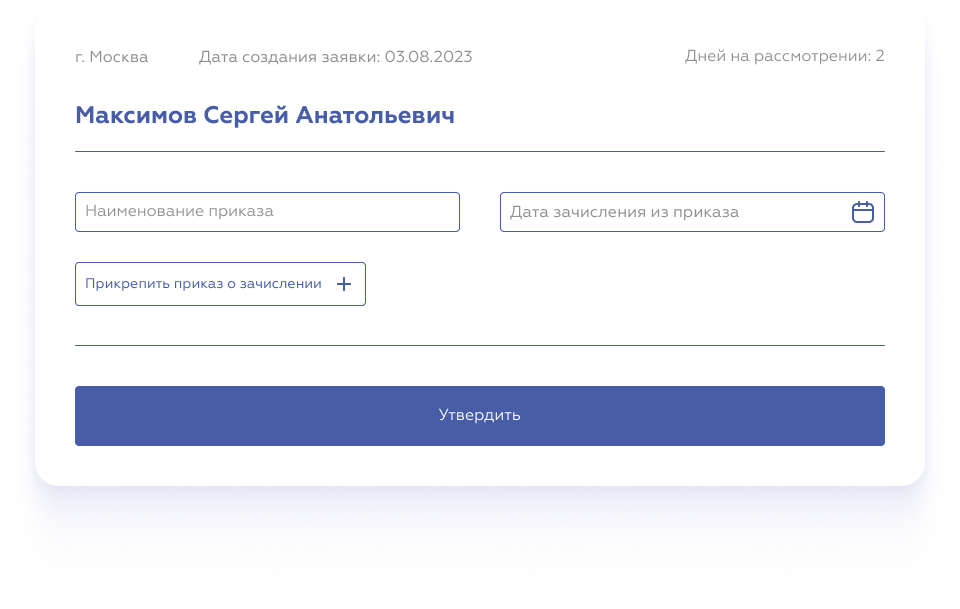 г. Москва Дата создания заявки: 03.08.2023 Дней на рассмотрении: 2
Максимов Сергей Анатольевич
Наименование приказа Дата зачисления из приказа
Прикрепить приказ о зачислении +
Утвердить